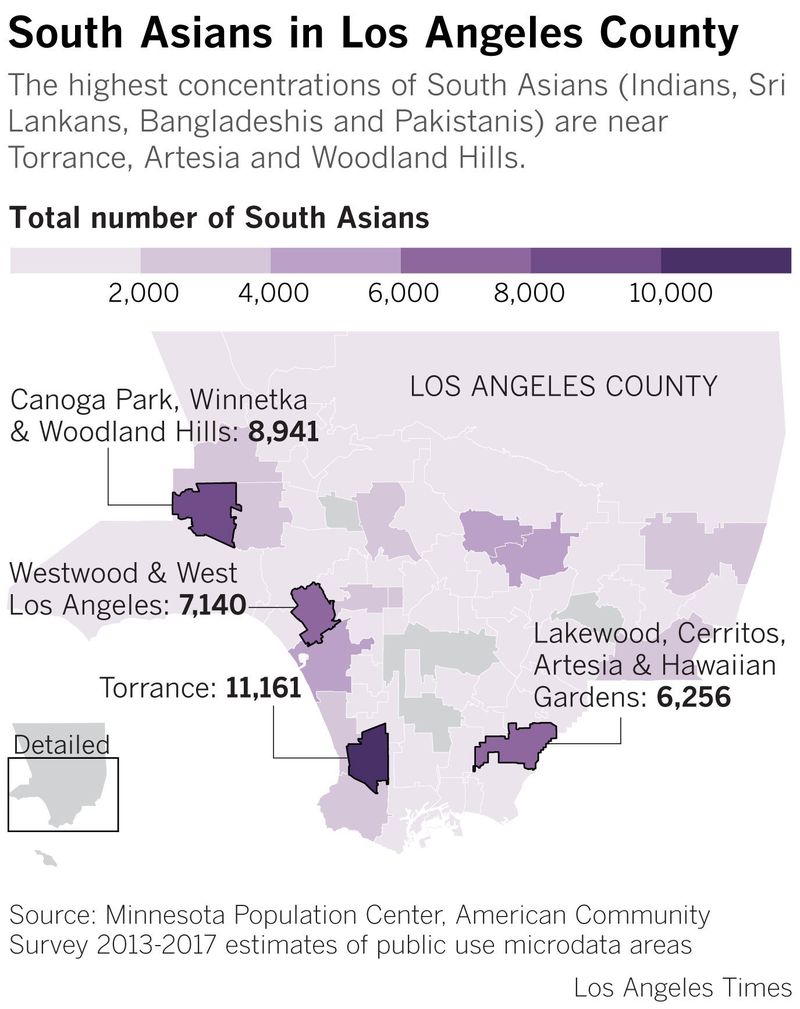 South Asians in Los Angeles County
The highest concentrations of South Asians (Indians, Sri
Lankans, Bangladeshis and Pakistanis) are near
Torrance, Artesia and Woodland Hills.
Total number of South Asians
2,000 4,000 6,000 8,000 10,000
LOS ANGELES COUNTY
Canoga Park, Winnetka
& Woodland Hills: 8,941
Westwood & West
Los Angeles: 7,140
Lakewood, Cerritos,
Artesia & Hawaiian
Gardens: 6,256
Torrance: 11,161
Detailed
Source: Minnesota Population Center, American Community
Survey 2013-2017 estimates of public use microdata areas
Los Angeles Times